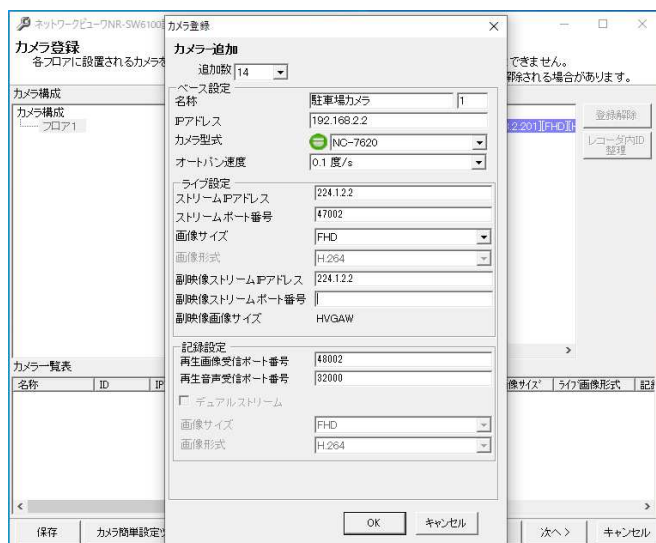 ネットワークビューワNR-SW6100
カメラ登録
各フロアに設置されるカメラを
できません。
解除される場合があります。
カメラ構成
カメラ構成
フロア1
.2.201][FHD][H
登録解除
レコーダ内ID
整理
カメラ登録
カメラー追加
追加数 14
ベース設定
名称 駐車場カメラ 1
IPアドレス 192.168.2.2
カメラ型式 NC-7620
オートパン速度 0.1 度/s
ライブ設定
ストリームIPアドレス 224.1.2.2
ストリームポート番号 47002
画像サイズ FHD
画像形式 H.264
副映像ストリームIPアドレス 224.1.2.2
副映像ストリームポート番号
副映像画像サイズ HVGAW
記録設定
再生画像受信ポート番号 48002
再生音声受信ポート番号 32000
デュアルストリーム
画像サイズ FHD
画像形式 H.264
OK キャンセル
カメラ一覧表
名称 ID IP
像サイズ ライブ画像形式 記録
保存 カメラ簡単設定ツ 次へ > キャンセル